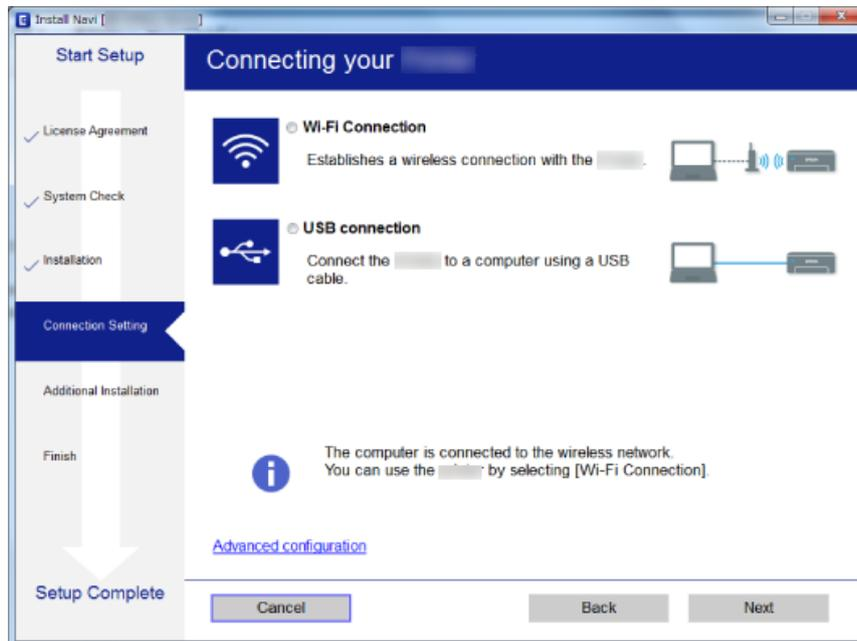 Install Navi [ ]
Start Setup
License Agreement
System Check
Installation
Connection Setting
Additional Installation
Finish
Setup Complete
Connecting your
Wi-Fi Connection
Establishes a wireless connection with the .
USB connection
Connect the to a computer using a USB
cable.
The computer is connected to the wireless network.
You can use the by selecting [Wi-Fi Connection].
Advanced configuration
Cancel
Back
Next